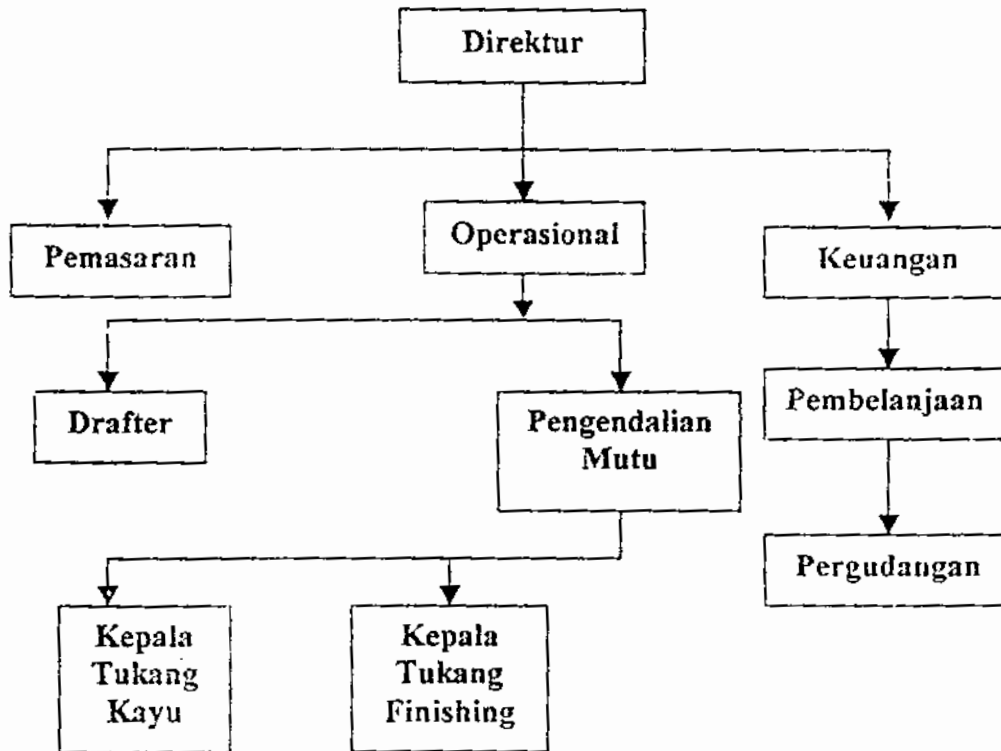 Direktur
Pemasaran
Operasional
Keuangan
Drafter
Pengendalian
Mutu
Pembelanjaan
Pergudangan
Kepala
Tukang
Kayu
Kepala
Tukang
Finishing